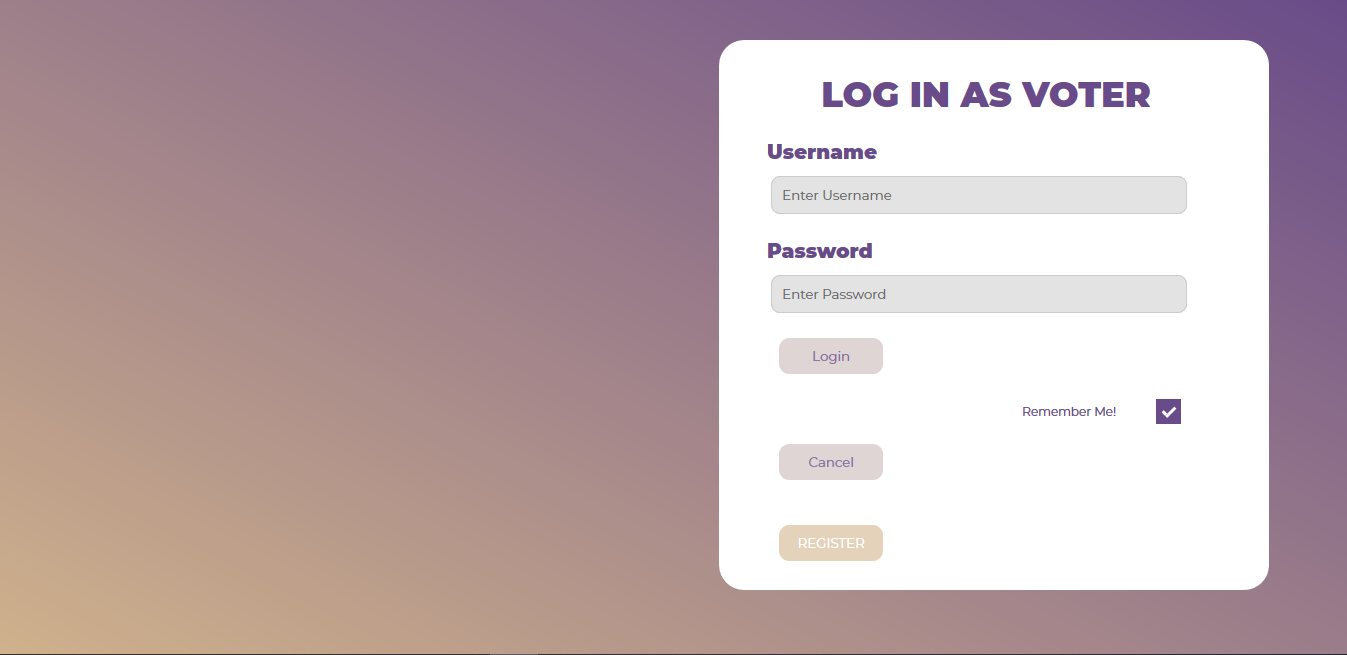 LOG IN AS VOTER
Username
Enter Username
Password
Enter Password
Login
Remember Me!
Cancel
REGISTER